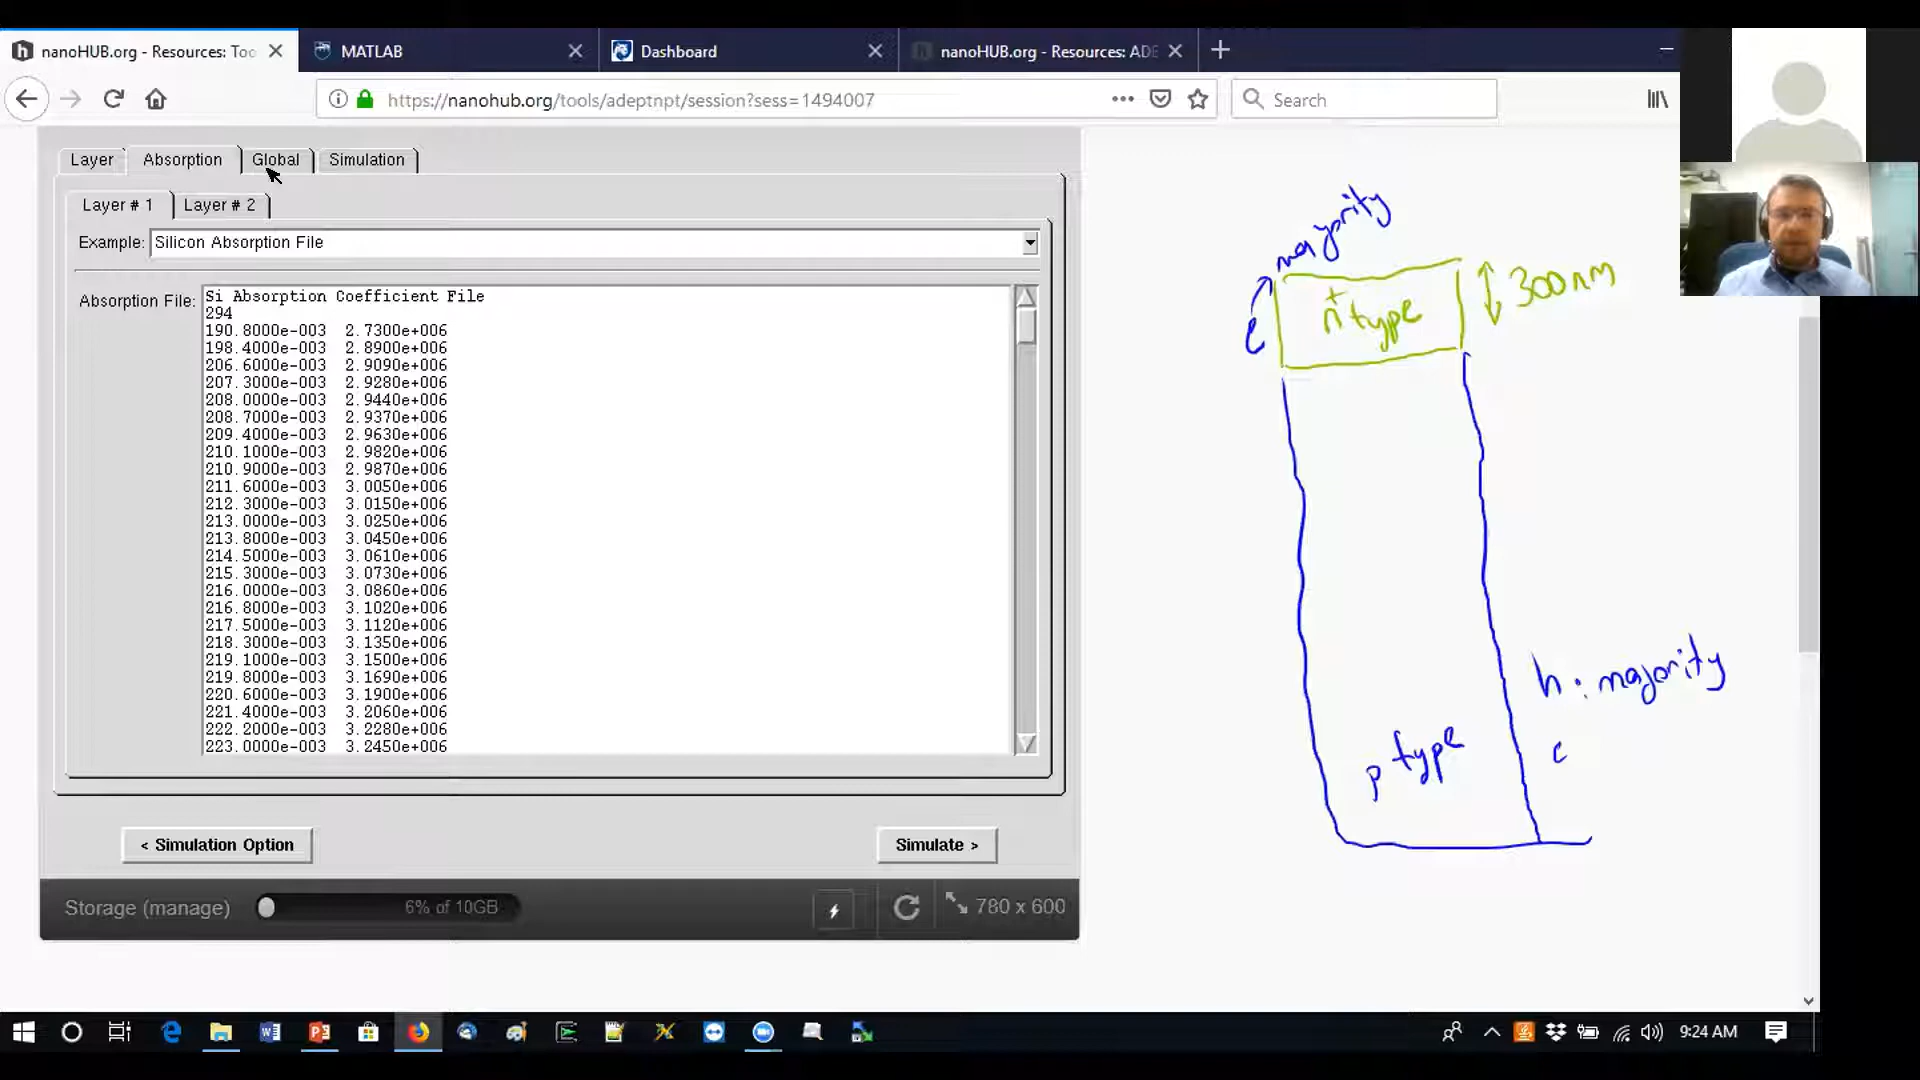 nanoHUB.org - Resources: Too
MATLAB
Dashboard
nanoHUB.org - Resources: ADE
https://nanohub.org/tools/adeptnpt/session?sess=1494007
Search
Layer
Absorption
Global
Simulation
Layer # 1
Layer # 2
Example: Silicon Absorption File
Absorption File:
Si Absorption Coefficient File
294
190.8000e-003 2.7300e+006
198.4000e-003 2.8900e+006
206.6000e-003 2.9090e+006
207.3000e-003 2.9280e+006
208.0000e-003 2.9440e+006
208.7000e-003 2.9370e+006
209.4000e-003 2.9630e+006
210.1000e-003 2.9820e+006
210.9000e-003 2.9870e+006
211.6000e-003 3.0050e+006
212.3000e-003 3.0150e+006
213.0000e-003 3.0250e+006
213.8000e-003 3.0450e+006
214.5000e-003 3.0610e+006
215.3000e-003 3.0730e+006
216.0000e-003 3.0860e+006
216.8000e-003 3.1020e+006
217.5000e-003 3.1120e+006
218.3000e-003 3.1350e+006
219.1000e-003 3.1500e+006
219.8000e-003 3.1690e+006
220.6000e-003 3.1900e+006
221.4000e-003 3.2060e+006
222.2000e-003 3.2280e+006
223.0000e-003 3.2450e+006
< Simulation Option
Simulate >
Storage (manage)
6% of 10GB
780 x 600
majority
e
n+ type
300nm
h: majority
p type
9:24 AM